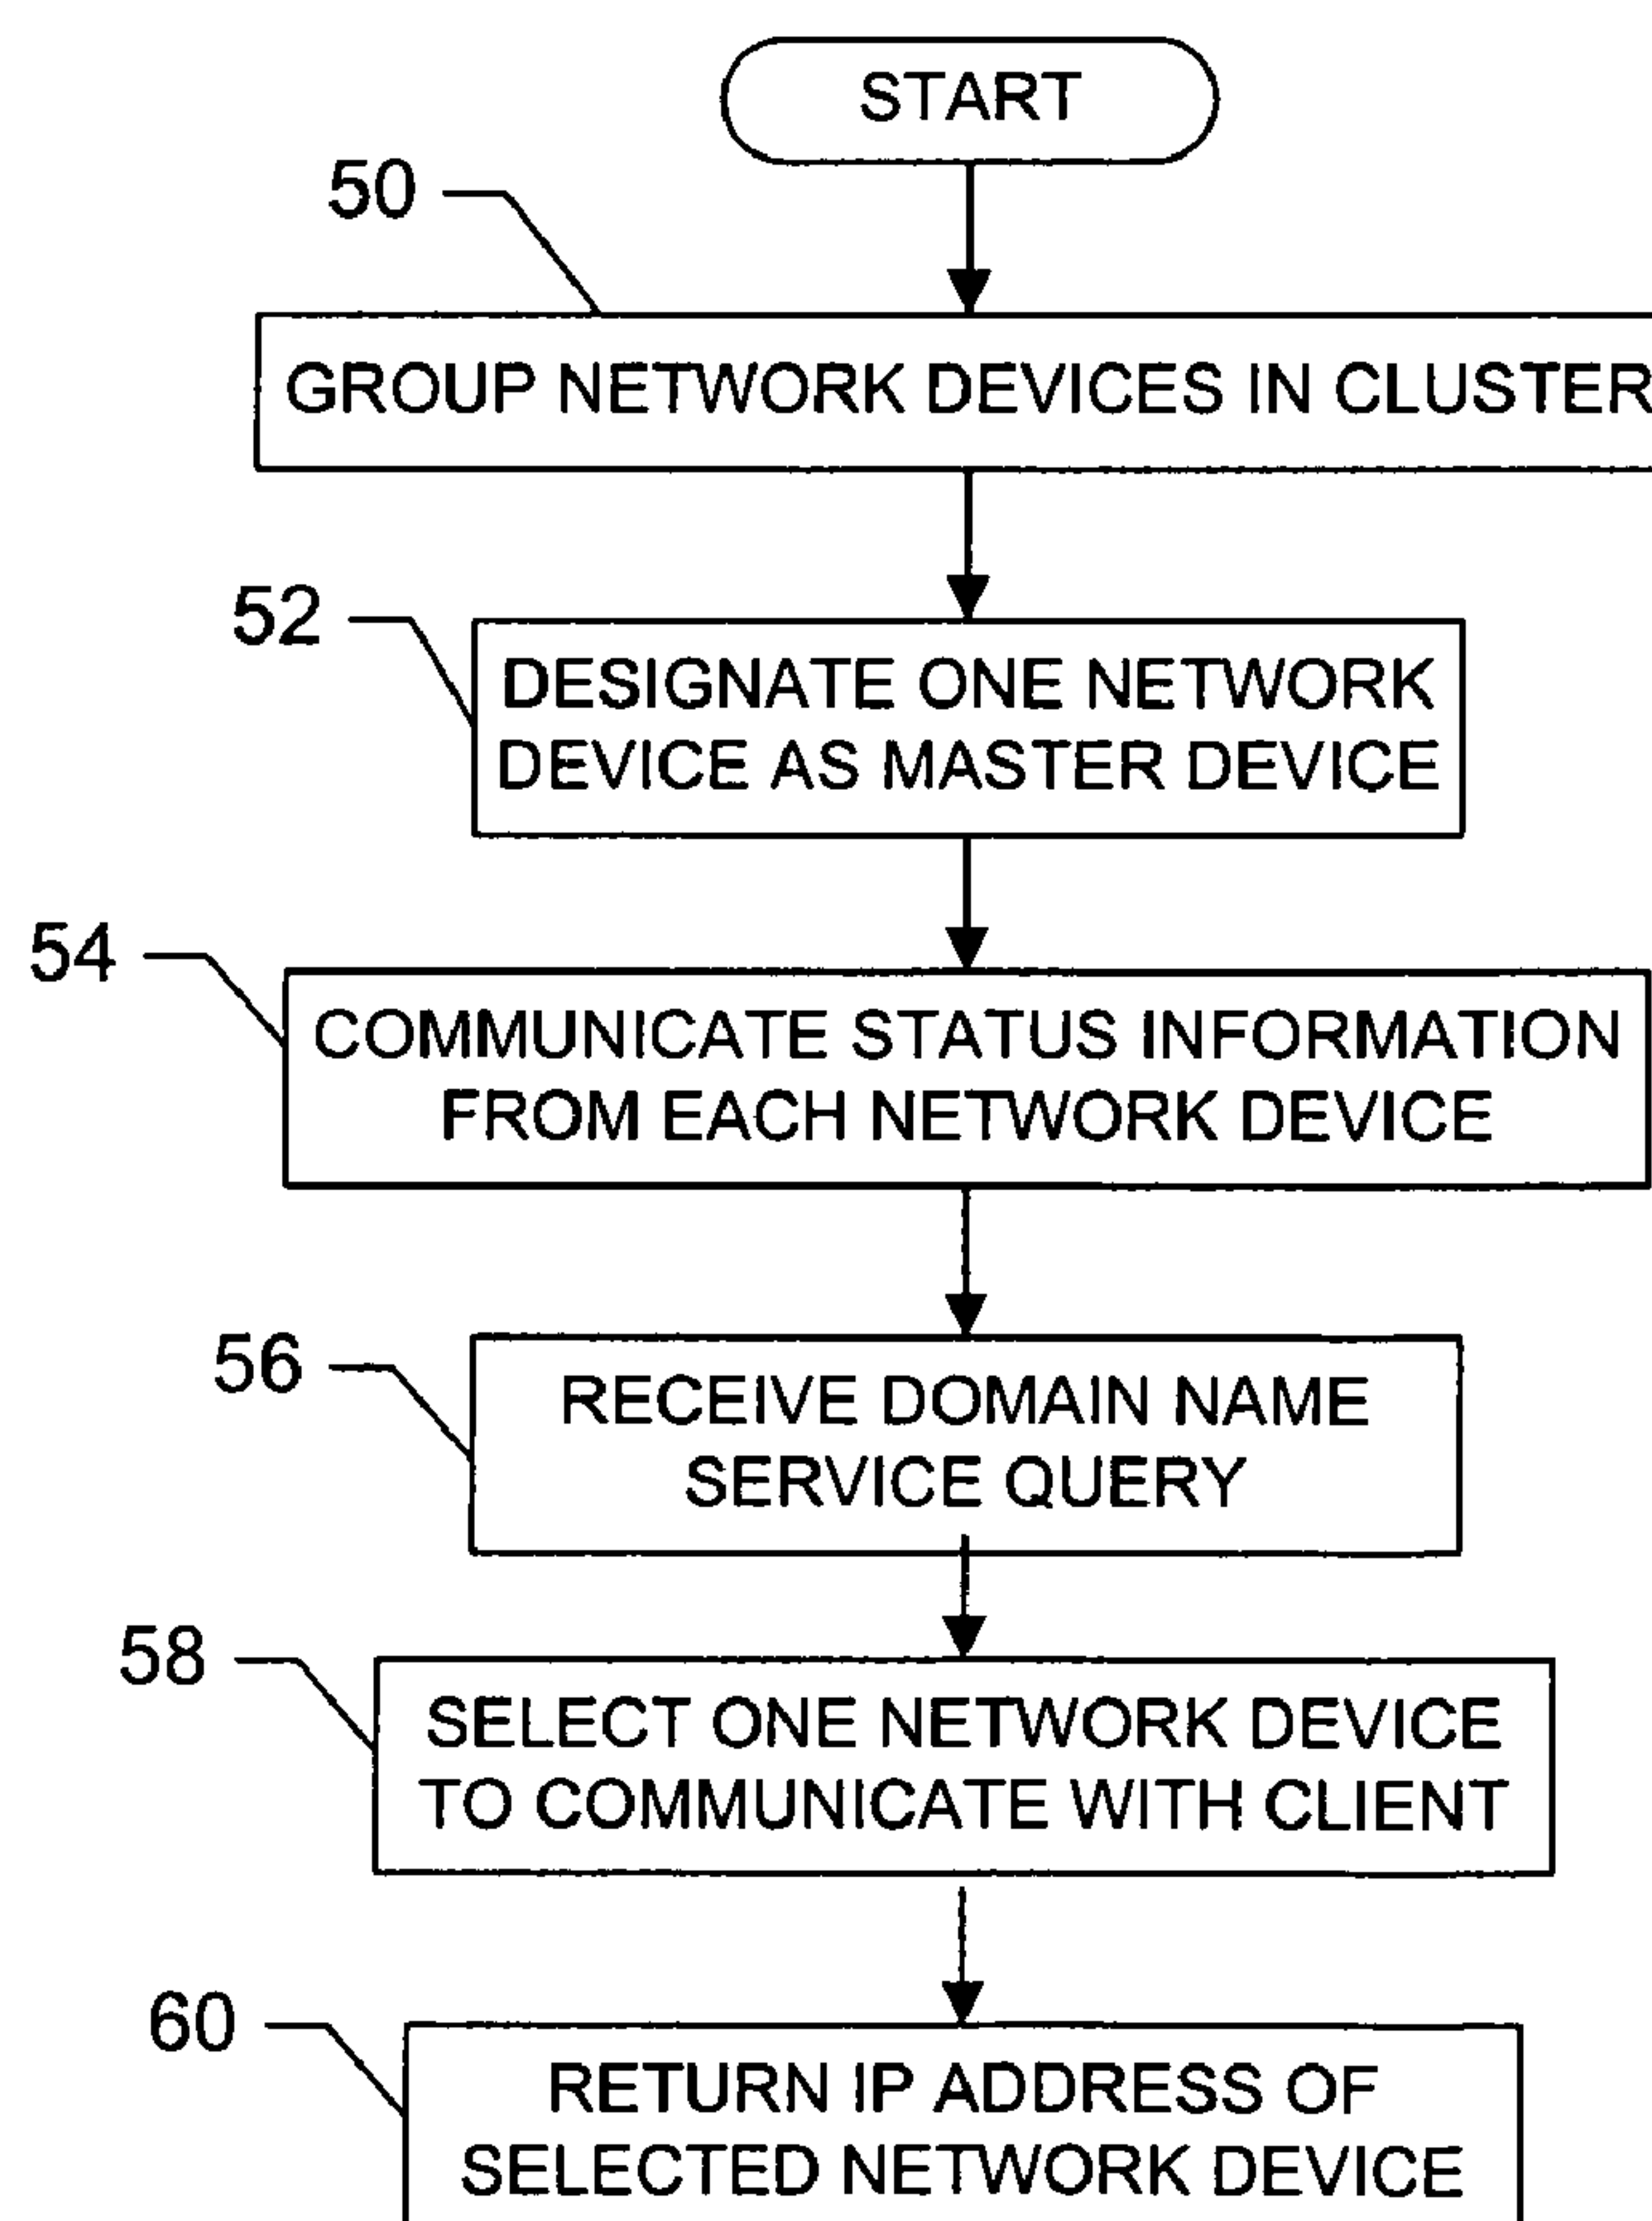 START
50
GROUP NETWORK DEVICES IN CLUSTER
52
DESIGNATE ONE NETWORK
DEVICE AS MASTER DEVICE
54
COMMUNICATE STATUS INFORMATION
FROM EACH NETWORK DEVICE
56
RECEIVE DOMAIN NAME
SERVICE QUERY
58
SELECT ONE NETWORK DEVICE
TO COMMUNICATE WITH CLIENT
60
RETURN IP ADDRESS OF
SELECTED NETWORK DEVICE